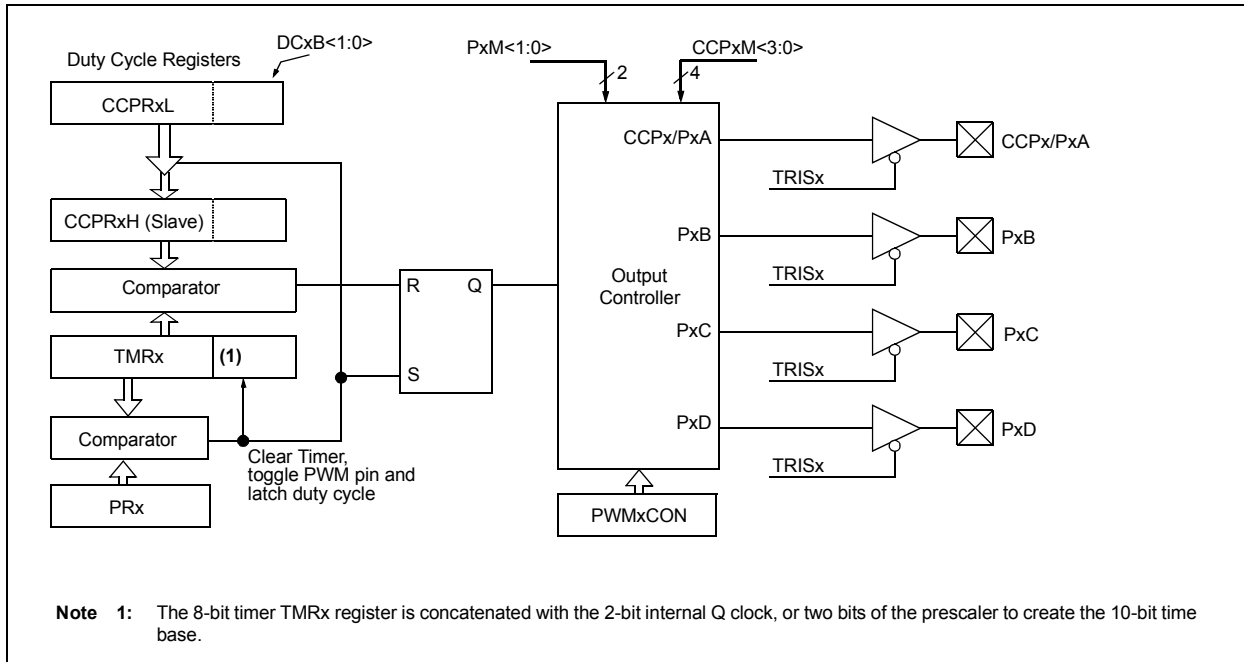 DCxB<1:0>
Duty Cycle Registers
CCPRxL
CCPRxH (Slave)
Comparator
TMRx
(1)
Comparator
PRx
Clear Timer,
toggle PWM pin and
latch duty cycle
R
Q
S
PxM<1:0>
2
CCPxM<3:0>
4
CCPx/PxA
PxB
Output
Controller
PxC
PxD
PWMxCON
TRISx
CCPx/PxA
TRISx
PxB
TRISx
PxC
TRISx
PxD
Note 1: The 8-bit timer TMRx register is concatenated with the 2-bit internal Q clock, or two bits of the prescaler to create the 10-bit time
base.